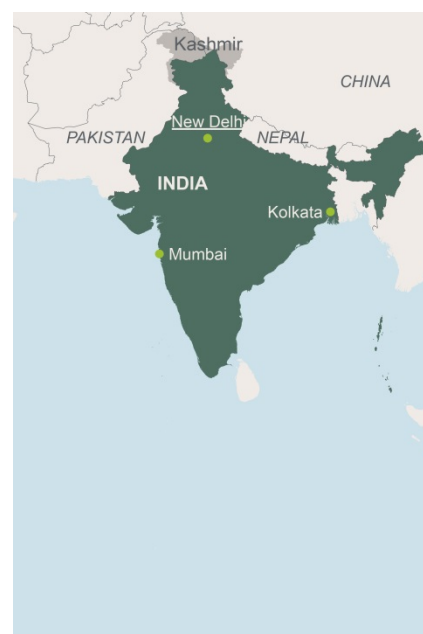 Kashmir
CHINA
New Delhi
PAKISTAN
NEPAL
INDIA
Kolkata
Mumbai